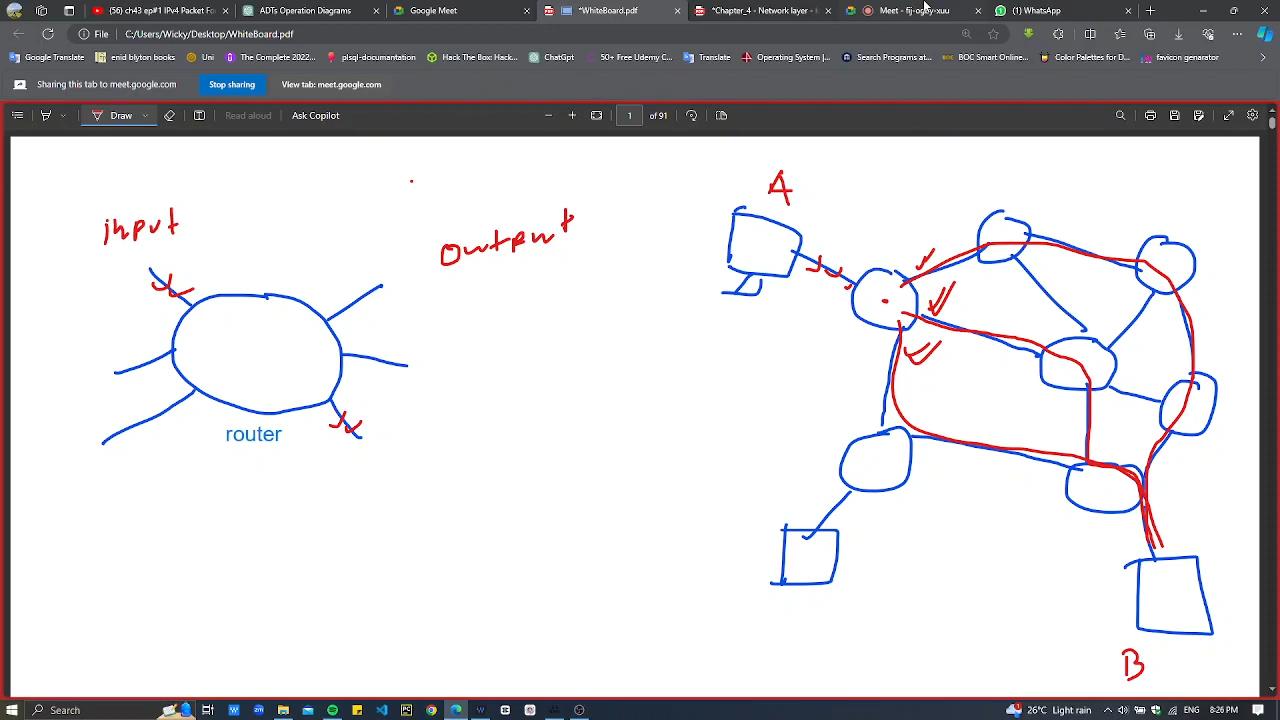 (56) ch43 ep#1 IPv4 Packet For
ADTs Operation Diagrams
Google Meet
*WhiteBoard.pdf
*Chapter_4 - Network layer -
(1) WhatsApp
File
C:/Users/Wicky/Desktop/WhiteBoard.pdf
Google Translate
enid blyton books
Uni
The Complete 2022...
plsql-documantation
Hack The Box: Hack...
ChatGpt
50+ Free Udemy C...
Translate
Operating System |...
Search Programs at...
BOC Smart Online...
Color Palettes for D...
favicon genarator
Sharing this tab to meet.google.com
Stop sharing
View tab: meet.google.com
Draw
Read aloud
Ask Copilot
1
of 91
A
input
output
router
B
Search
26°C Light rain
ENG
8:26 PM